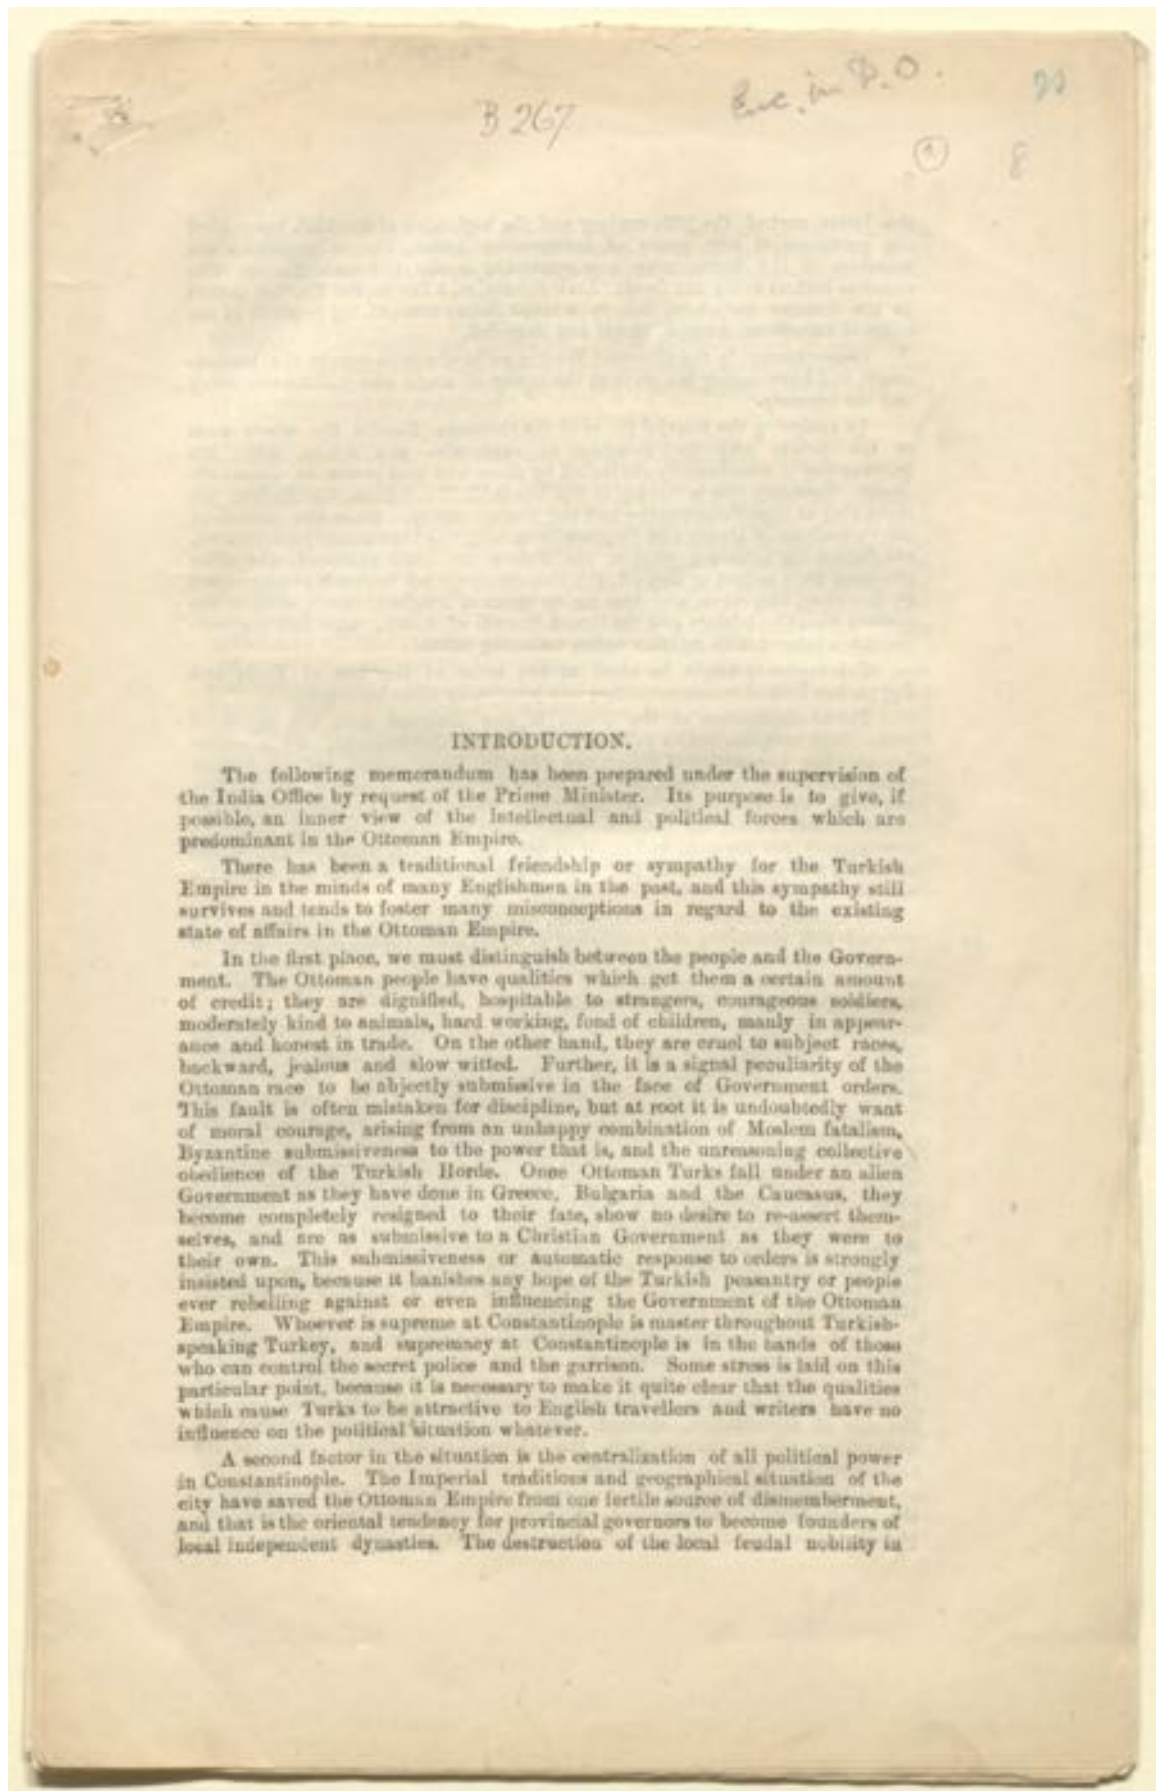 B 267
Enc. in D.O.
8
INTRODUCTION.
The following memorandum has been prepared under the supervision of
the India Office by request of the Prime Minister. Its purpose is to give, if
possible, an inner view of the intellectual and political forces which are
predominant in the Ottoman Empire.
There has been a traditional friendship or sympathy for the Turkish
Empire in the minds of many Englishmen in the past, and this sympathy still
survives and tends to foster many misconceptions in regard to the existing
state of affairs in the Ottoman Empire.
In the first place, we must distinguish between the people and the Govern-
ment. The Ottoman people have qualities which get them a certain amount
of credit; they are dignified, hospitable to strangers, courageous soldiers,
moderately kind to animals, hard working, fond of children, manly in appear-
ance and honest in trade. On the other hand, they are cruel to subject races,
backward, jealous and slow witted. Further, it is a signal peculiarity of the
Ottoman race to be abjectly submissive in the face of Government orders.
This fault is often mistaken for discipline, but at root it is undoubtedly want
of moral courage, arising from an unhappy combination of Moslem fatalism,
Byzantine submissiveness to the power that is, and the unreasoning collective
obedience of the Turkish Horde. Once Ottoman Turks fall under an alien
Government as they have done in Greece, Bulgaria and the Caucasus, they
become completely resigned to their fate, show no desire to re-assert them-
selves, and are as submissive to a Christian Government as they were to
their own. This submissiveness or automatic response to orders is strongly
insisted upon, because it banishes any hope of the Turkish peasantry or people
ever rebelling against or even influencing the Government of the Ottoman
Empire. Whoever is supreme at Constantinople is master throughout Turkish-
speaking Turkey, and supremacy at Constantinople is in the hands of those
who can control the secret police and the garrison. Some stress is laid on this
particular point, because it is necessary to make it quite clear that the qualities
which cause Turks to be attractive to English travellers and writers have no
influence on the political situation whatever.
A second factor in the situation is the centralization of all political power
in Constantinople. The Imperial traditions and geographical situation of the
city have saved the Ottoman Empire from one fertile source of dismemberment,
and that is the oriental tendency for provincial governors to become founders of
local independent dynasties. The destruction of the local feudal nobility in